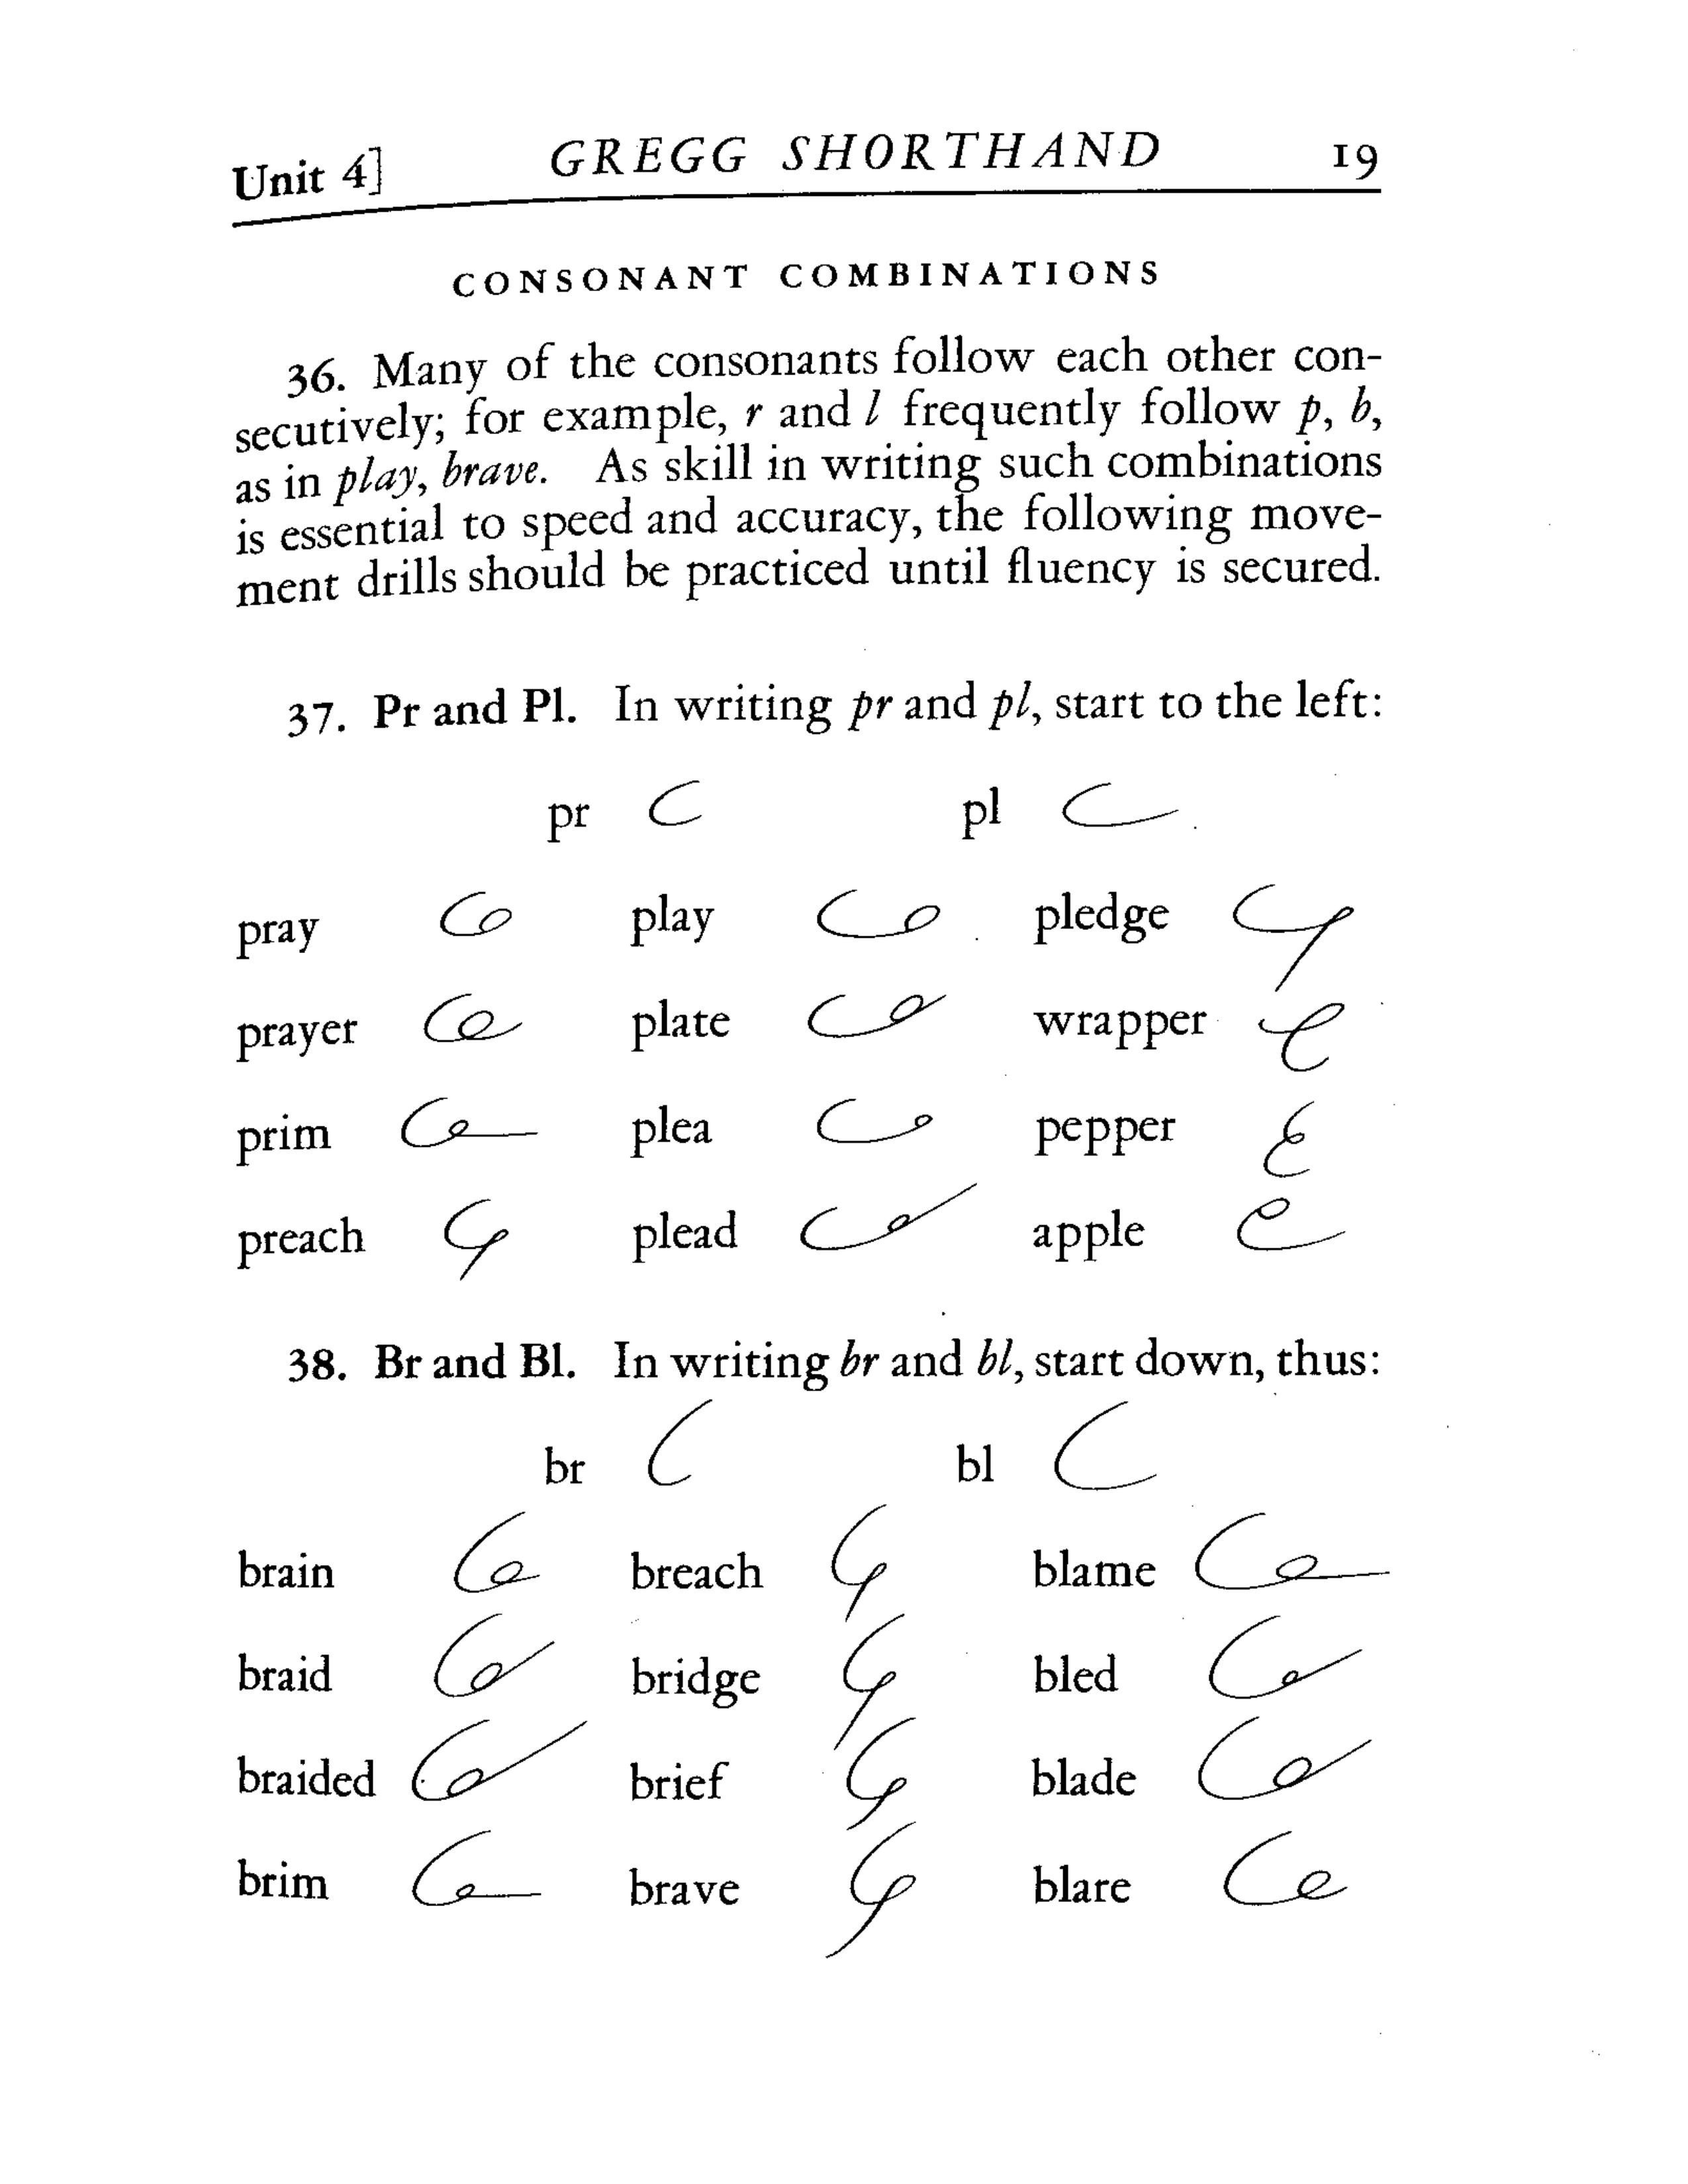 Unit 4] GREGG SHORTHAND 19
CONSONANT COMBINATIONS
36. Many of the consonants follow each other con-
secutively; for example, r and l frequently follow p, b,
as in play, brave. As skill in writing such combinations
is essential to speed and accuracy, the following move-
ment drills should be practiced until fluency is secured.
37. Pr and Pl. In writing pr and pl, start to the left:
pr pl
pray play pledge
prayer plate wrapper
prim plea pepper
preach plead apple
38. Br and Bl. In writing br and bl, start down, thus:
br bl
brain breach blame
braid bridge bled
braided brief blade
brim brave blare